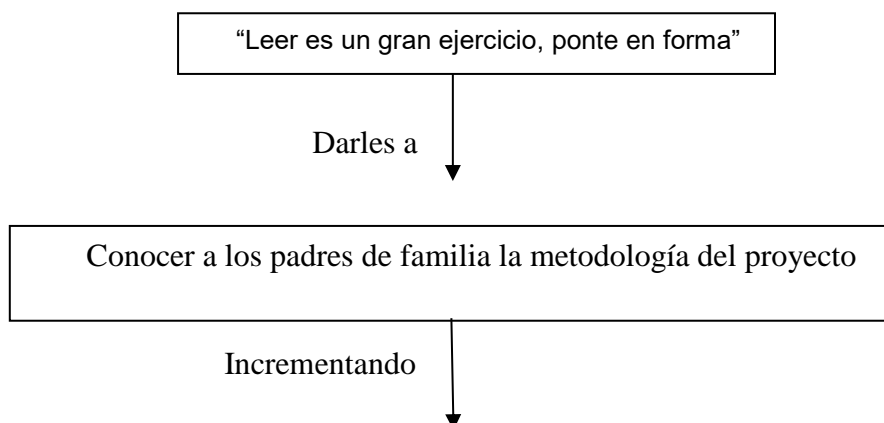 “Leer es un gran ejercicio, ponte en forma”
Darles a
Conocer a los padres de familia la metodología del proyecto
Incrementando